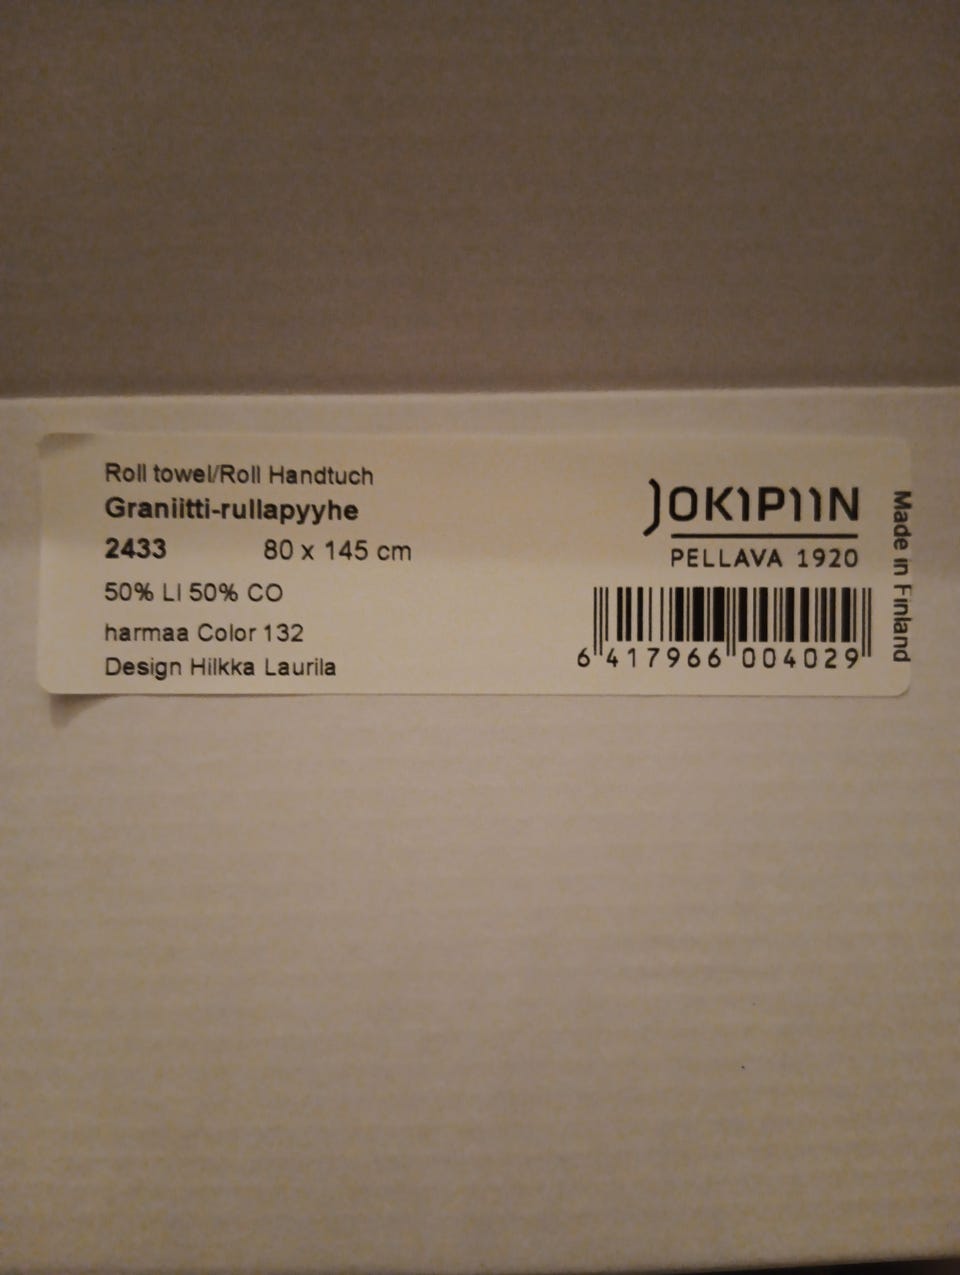 Roll towel/Roll Handtuch
Graniitti-rullapyyhe
2433 80 x 145 cm
50% LI 50% CO
harmaa Color 132
Design Hilkka Laurila
JOKIPIIN
PELLAVA 1920
6 417966 004029
Made in Finland